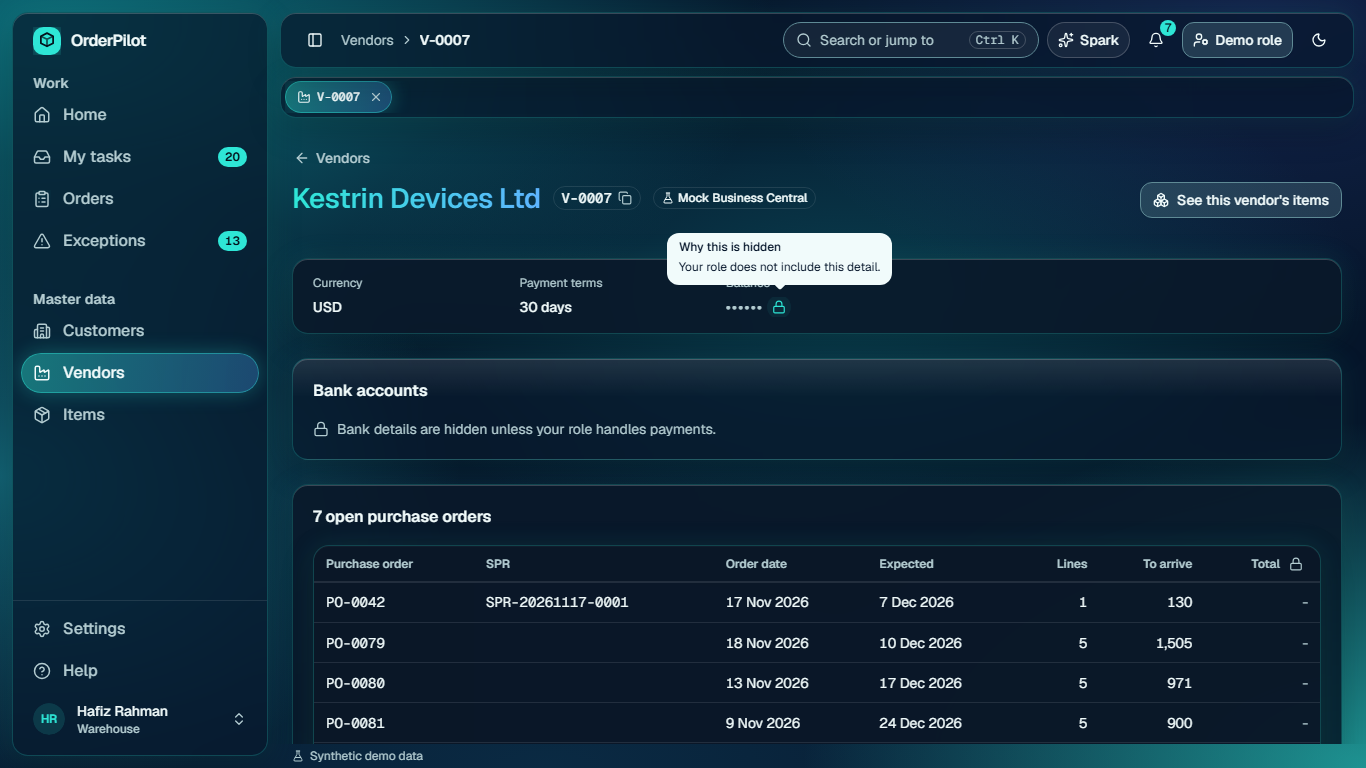 OrderPilot
Work
Home
My tasks 20
Orders
Exceptions 13
Master data
Customers
Vendors
Items
Settings
Help
HR Hafiz Rahman
Warehouse
Vendors > V-0007
Search or jump to Ctrl K
Spark
7
Demo role
V-0007
Vendors
Kestrin Devices Ltd V-0007 Mock Business Central
See this vendor's items
Why this is hidden
Your role does not include this detail.
Currency Payment terms Balance
USD 30 days ••••••
Bank accounts
Bank details are hidden unless your role handles payments.
7 open purchase orders
Purchase order SPR Order date Expected Lines To arrive Total
PO-0042 SPR-20261117-0001 17 Nov 2026 7 Dec 2026 1 130 -
PO-0079 18 Nov 2026 10 Dec 2026 5 1,505 -
PO-0080 13 Nov 2026 17 Dec 2026 5 971 -
PO-0081 9 Nov 2026 24 Dec 2026 5 900 -
Synthetic demo data